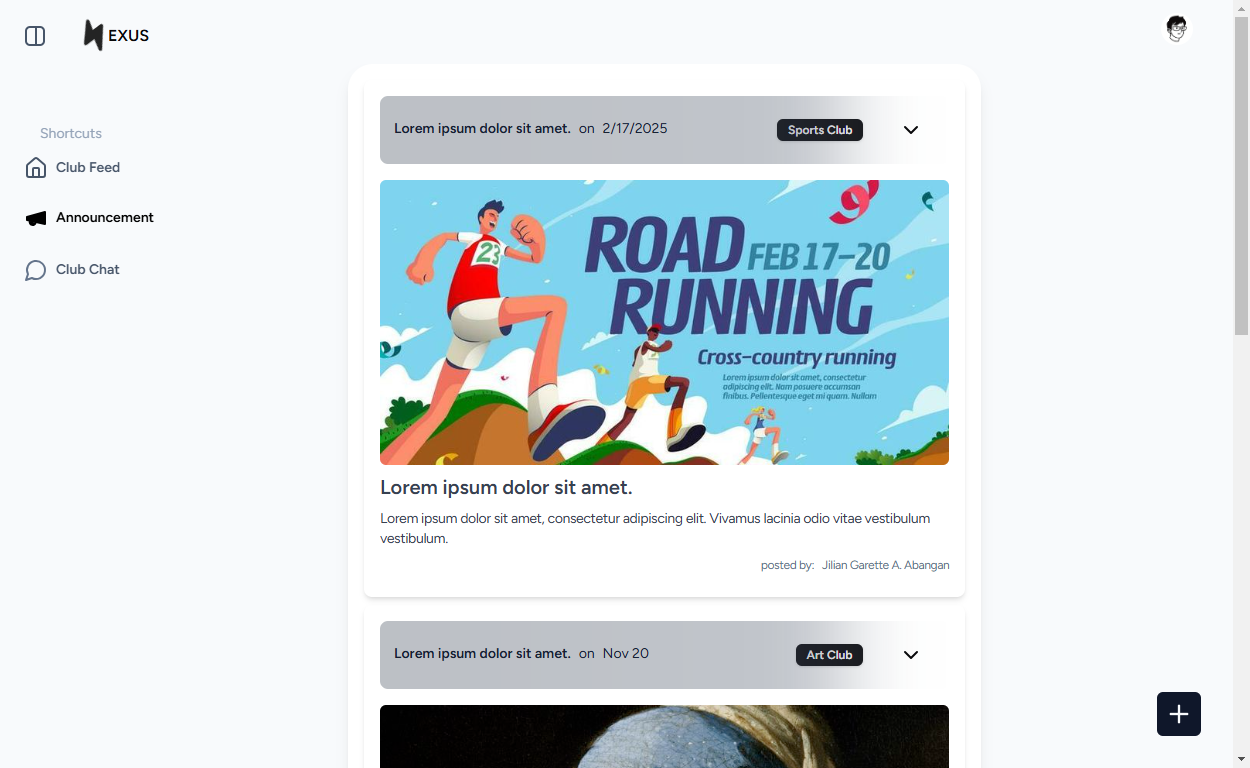 EXUS
Shortcuts
Club Feed
Announcement
Club Chat
Lorem ipsum dolor sit amet. on 2/17/2025 Sports Club
23
ROAD FEB 17–20
RUNNING
Cross-country running
Lorem ipsum dolor sit amet, consectetur
adipiscing elit. Nam posuere accumsan
finibus. Pellentesque eget mi quam. Nullam
Lorem ipsum dolor sit amet.
Lorem ipsum dolor sit amet, consectetur adipiscing elit. Vivamus lacinia odio vitae vestibulum
vestibulum.
posted by: Jilian Garette A. Abangan
Lorem ipsum dolor sit amet. on Nov 20 Art Club